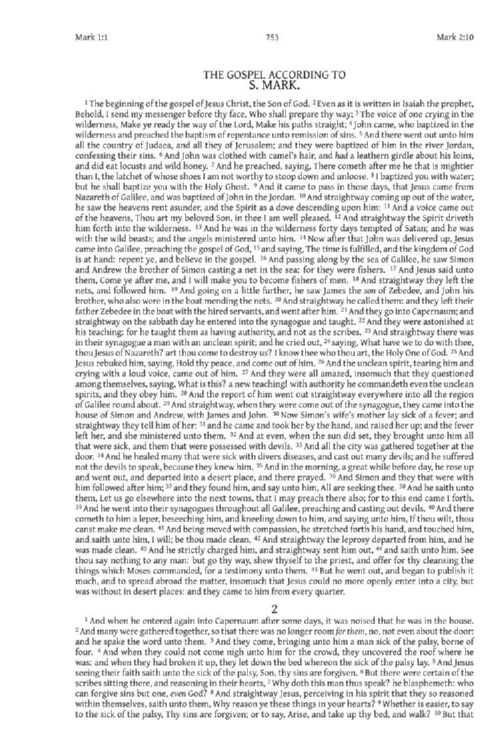 Mark 1:1 753 Mark 2:10
THE GOSPEL ACCORDING TO
S. MARK.
1 The beginning of the gospel of Jesus Christ, the Son of God. 2 Even as it is written in Isaiah the prophet,
Behold, I send my messenger before thy face, Who shall prepare thy way; 3 The voice of one crying in the
wilderness, Make ye ready the way of the Lord, Make his paths straight; 4 John came, who baptized in the
wilderness and preached the baptism of repentance unto remission of sins. 5 And there went out unto him
all the country of Judaea, and all they of Jerusalem; and they were baptized of him in the river Jordan,
confessing their sins. 6 And John was clothed with camel's hair, and had a leathern girdle about his loins,
and did eat locusts and wild honey. 7 And he preached, saying, There cometh after me he that is mightier
than I, the latchet of whose shoes I am not worthy to stoop down and unloose. 8 I baptized you with water;
but he shall baptize you with the Holy Ghost. 9 And it came to pass in those days, that Jesus came from
Nazareth of Galilee, and was baptized of John in the Jordan. 10 And straightway coming up out of the water,
he saw the heavens rent asunder, and the Spirit as a dove descending upon him: 11 And a voice came out
of the heavens, Thou art my beloved Son, in thee I am well pleased. 12 And straightway the Spirit driveth
him forth into the wilderness. 13 And he was in the wilderness forty days tempted of Satan; and he was
with the wild beasts; and the angels ministered unto him. 14 Now after that John was delivered up, Jesus
came into Galilee, preaching the gospel of God, 15 and saying, The time is fulfilled, and the kingdom of God
is at hand: repent ye, and believe in the gospel. 16 And passing along by the sea of Galilee, he saw Simon
and Andrew the brother of Simon casting a net in the sea: for they were fishers. 17 And Jesus said unto
them, Come ye after me, and I will make you to become fishers of men. 18 And straightway they left the
nets, and followed him. 19 And going on a little further, he saw James the son of Zebedee, and John his
brother, who also were in the boat mending the nets. 20 And straightway he called them: and they left their
father Zebedee in the boat with the hired servants, and went after him. 21 And they go into Capernaum; and
straightway on the sabbath day he entered into the synagogue and taught. 22 And they were astonished at
his teaching: for he taught them as having authority, and not as the scribes. 23 And straightway there was
in their synagogue a man with an unclean spirit; and he cried out, 24 saying, What have we to do with thee,
thou Jesus of Nazareth? art thou come to destroy us? I know thee who thou art, the Holy One of God. 25 And
Jesus rebuked him, saying, Hold thy peace, and come out of him. 26 And the unclean spirit, tearing him and
crying with a loud voice, came out of him. 27 And they were all amazed, insomuch that they questioned
among themselves, saying, What is this? a new teaching! with authority he commandeth even the unclean
spirits, and they obey him. 28 And the report of him went out straightway everywhere into all the region
of Galilee round about. 29 And straightway, when they were come out of the synagogue, they came into the
house of Simon and Andrew, with James and John. 30 Now Simon's wife's mother lay sick of a fever; and
straightway they tell him of her: 31 and he came and took her by the hand, and raised her up; and the fever
left her, and she ministered unto them. 32 And at even, when the sun did set, they brought unto him all
that were sick, and them that were possessed with devils. 33 And all the city was gathered together at the
door. 34 And he healed many that were sick with divers diseases, and cast out many devils; and he suffered
not the devils to speak, because they knew him. 35 And in the morning, a great while before day, he rose up
and went out, and departed into a desert place, and there prayed. 36 And Simon and they that were with
him followed after him; 37 and they found him, and say unto him, All are seeking thee. 38 And he saith unto
them, Let us go elsewhere into the next towns, that I may preach there also; for to this end came I forth.
39 And he went into their synagogues throughout all Galilee, preaching and casting out devils. 40 And there
cometh to him a leper, beseeching him, and kneeling down to him, and saying unto him, If thou wilt, thou
canst make me clean. 41 And being moved with compassion, he stretched forth his hand, and touched him,
and saith unto him, I will; be thou made clean. 42 And straightway the leprosy departed from him, and he
was made clean. 43 And he strictly charged him, and straightway sent him out, 44 and saith unto him, See
thou say nothing to any man: but go thy way, shew thyself to the priest, and offer for thy cleansing the
things which Moses commanded, for a testimony unto them. 45 But he went out, and began to publish it
much, and to spread abroad the matter, insomuch that Jesus could no more openly enter into a city, but
was without in desert places: and they came to him from every quarter.
2
1 And when he entered again into Capernaum after some days, it was noised that he was in the house.
2 And many were gathered together, so that there was no longer room for them, no, not even about the door:
and he spake the word unto them. 3 And they come, bringing unto him a man sick of the palsy, borne of
four. 4 And when they could not come nigh unto him for the crowd, they uncovered the roof where he
was: and when they had broken it up, they let down the bed whereon the sick of the palsy lay. 5 And Jesus
seeing their faith saith unto the sick of the palsy, Son, thy sins are forgiven. 6 But there were certain of the
scribes sitting there, and reasoning in their hearts, 7 Why doth this man thus speak? he blasphemeth: who
can forgive sins but one, even God? 8 And straightway Jesus, perceiving in his spirit that they so reasoned
within themselves, saith unto them, Why reason ye these things in your hearts? 9 Whether is easier, to say
to the sick of the palsy, Thy sins are forgiven; or to say, Arise, and take up thy bed, and walk? 10 But that